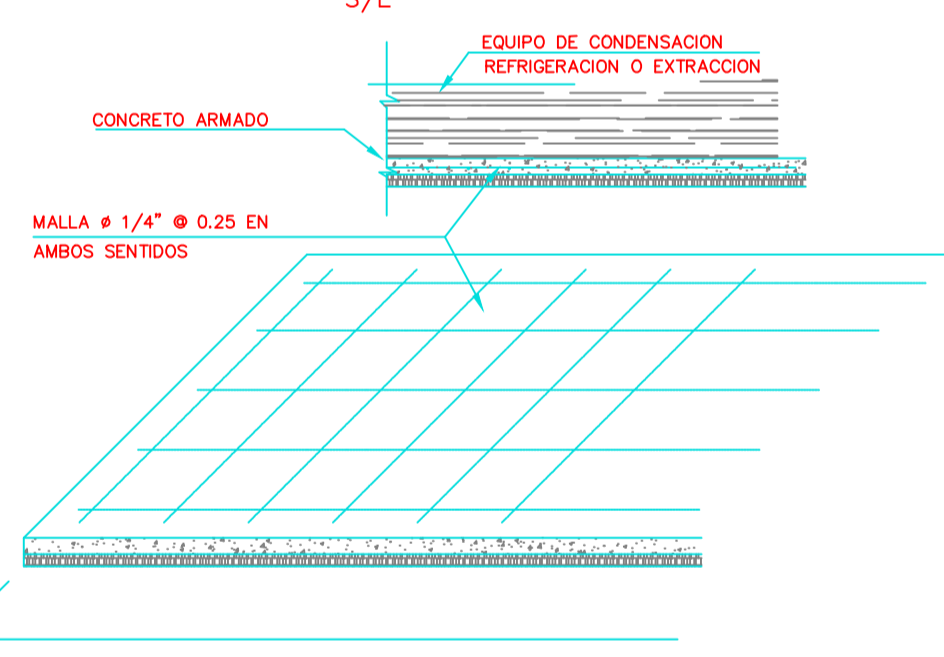 S/E
EQUIPO DE CONDENSACION
REFRIGERACION O EXTRACCION
CONCRETO ARMADO
MALLA ø 1/4" @ 0.25 EN
AMBOS SENTIDOS